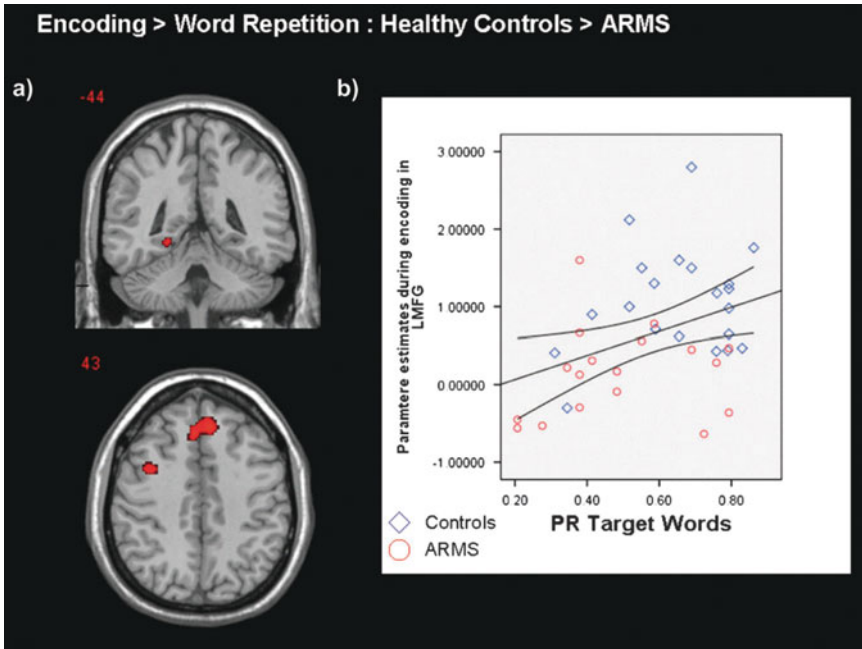 Encoding > Word Repetition : Healthy Controls > ARMS
a)
-44
43
b)
Paramtere estimates during encoding in
LMFG
3 00000
2 00000
1 00000
0 00000
-1 00000
0.20 0.40 0.60 0.80
PR Target Words
Controls
ARMS